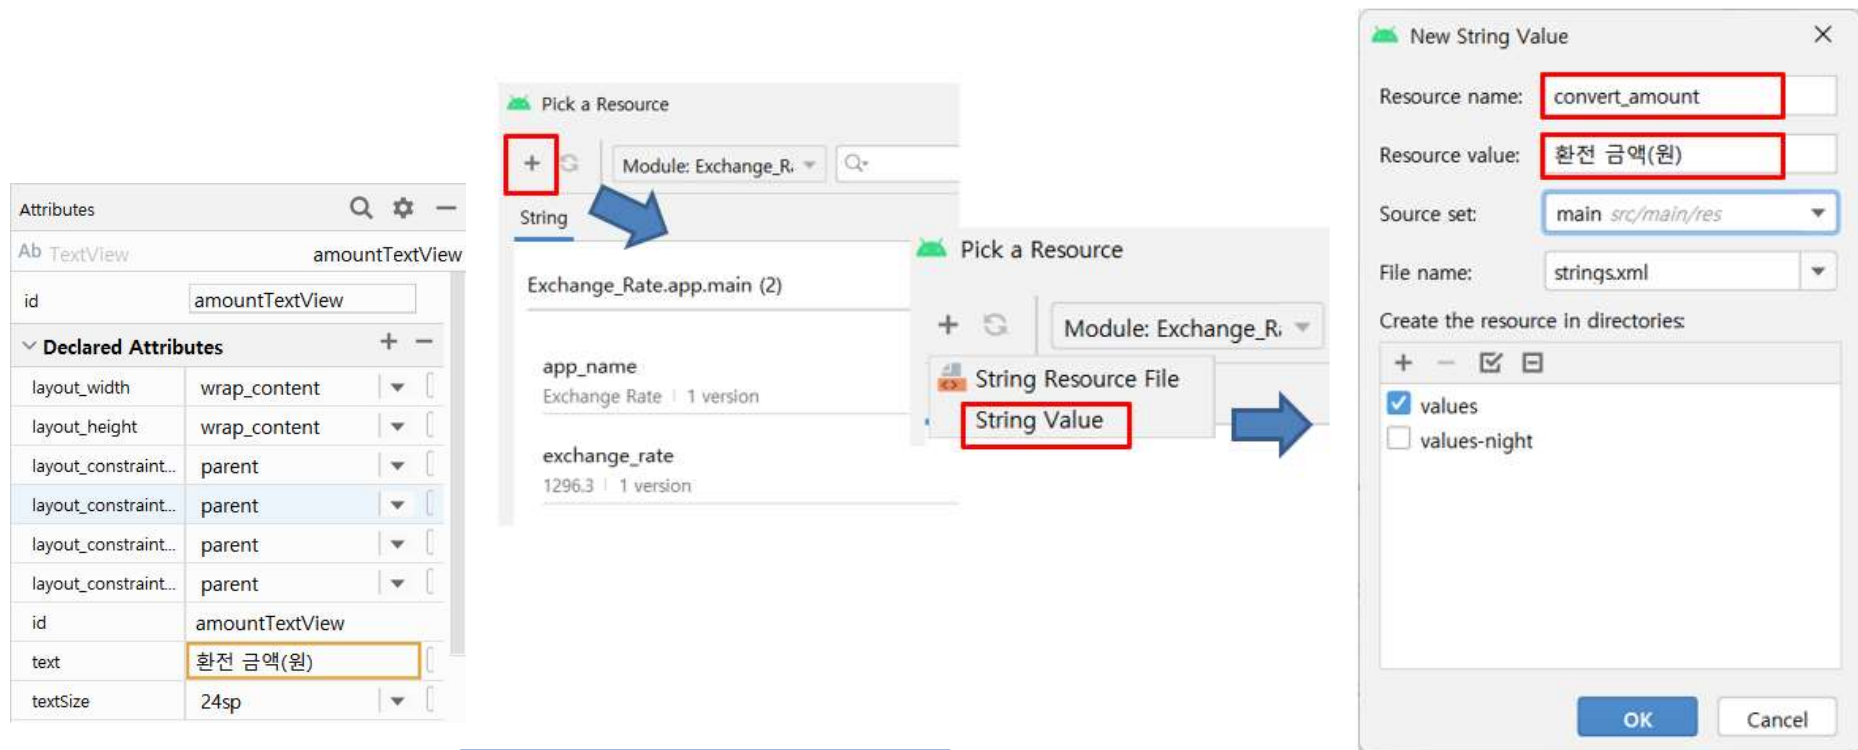 Attributes
Ab TextView amountTextView
id amountTextView
Declared Attributes
layout_width wrap_content
layout_height wrap_content
layout_constraint... parent
layout_constraint... parent
layout_constraint... parent
layout_constraint... parent
id amountTextView
text 환전 금액(원)
textSize 24sp
Pick a Resource
Module: Exchange_R
String
Exchange_Rate.app.main (2)
app_name
Exchange Rate | 1 version
exchange_rate
1296.3 | 1 version
Pick a Resource
Module: Exchange_R
String Resource File
String Value
New String Value
Resource name: convert_amount
Resource value: 환전 금액(원)
Source set: main src/main/res
File name: strings.xml
Create the resource in directories:
values
values-night
OK Cancel